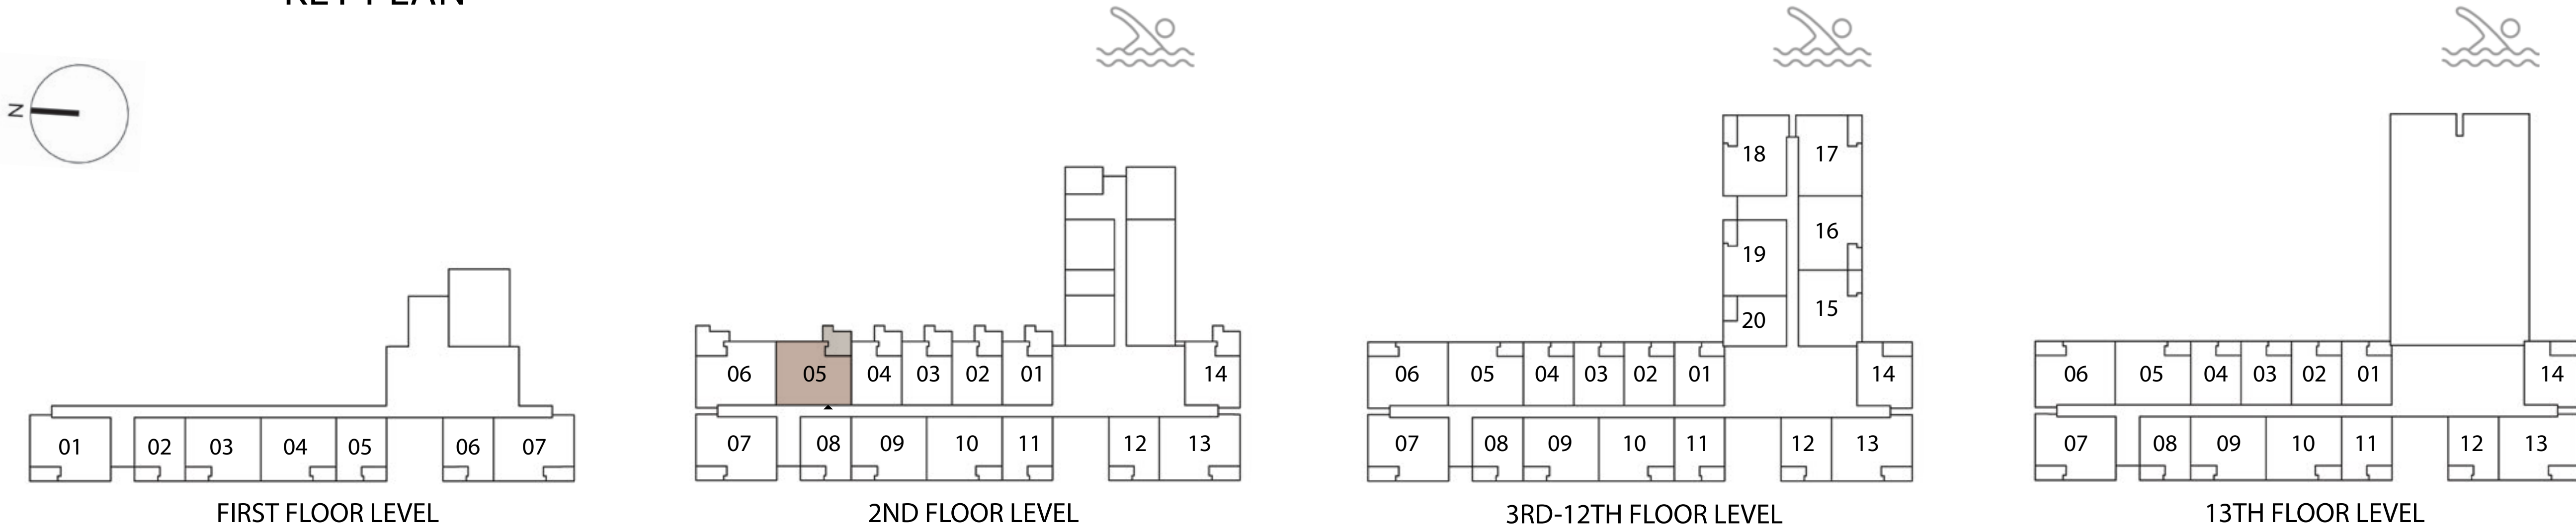 N
18 17
19 16
20 15
06 05 04 03 02 01 14
06 05 04 03 02 01 14
06 05 04 03 02 01 14
01 02 03 04 05 06 07
07 08 09 10 11 12 13
07 08 09 10 11 12 13
07 08 09 10 11 12 13
FIRST FLOOR LEVEL
2ND FLOOR LEVEL
3RD-12TH FLOOR LEVEL
13TH FLOOR LEVEL